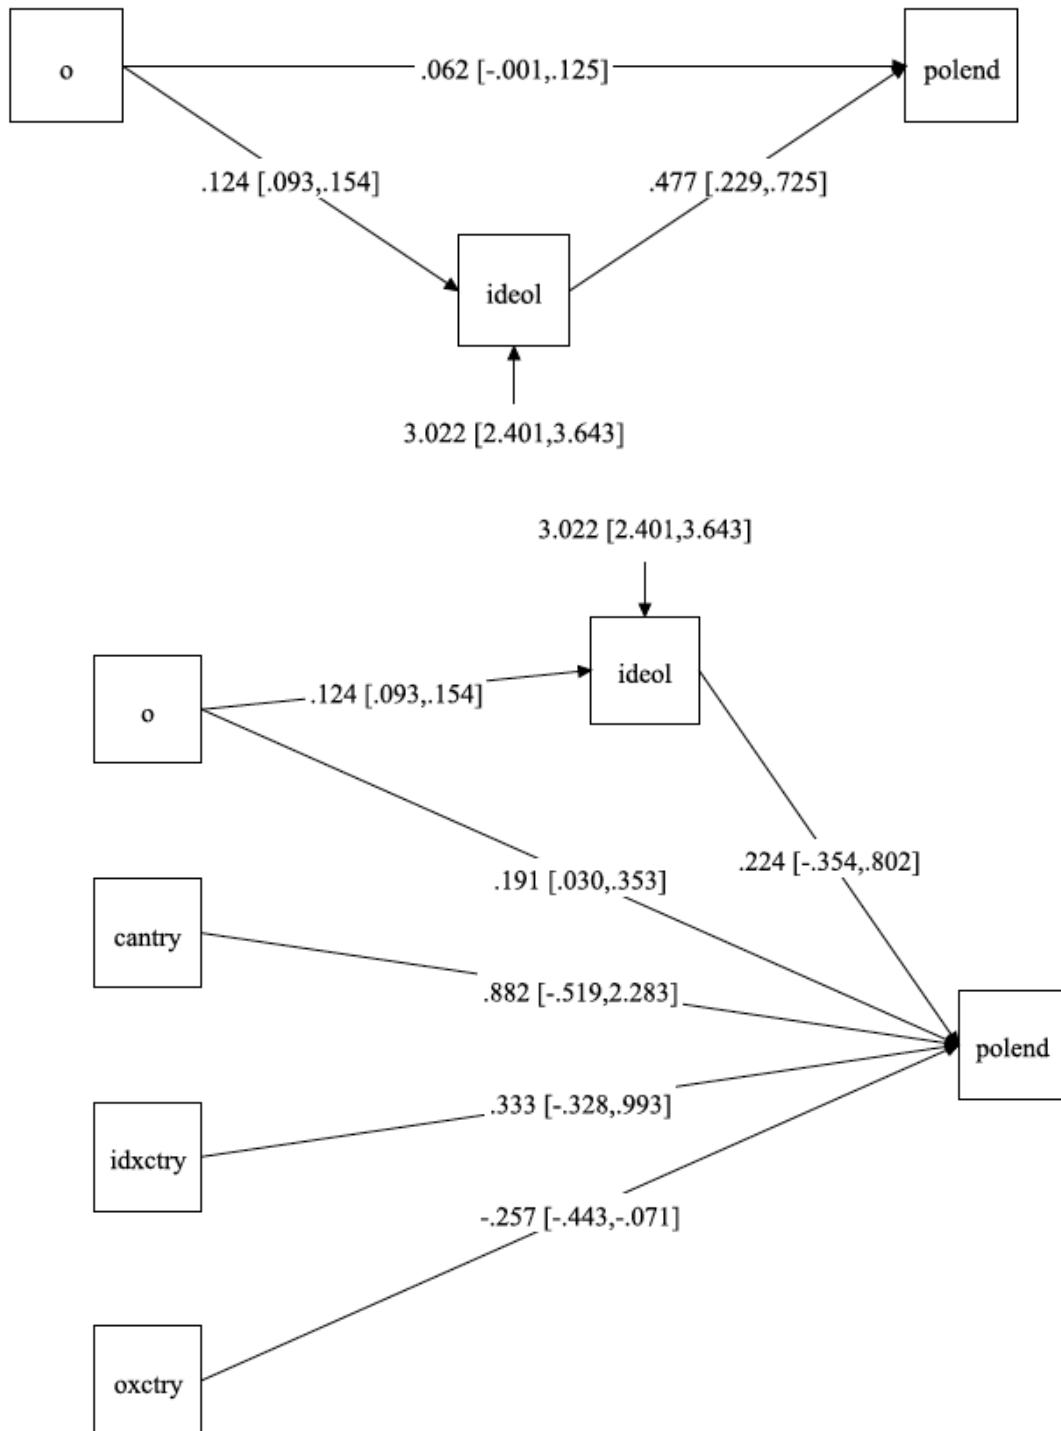 o
.062 [-.001,.125]
polend
.124 [.093,.154]
.477 [.229,.725]
ideol
3.022 [2.401,3.643]
3.022 [2.401,3.643]
ideol
.124 [.093,.154]
o
.224 [-.354,.802]
.191 [.030,.353]
cantry
.882 [-.519,2.283]
polend
.333 [-.328,.993]
idxctry
-.257 [-.443,-.071]
oxctry